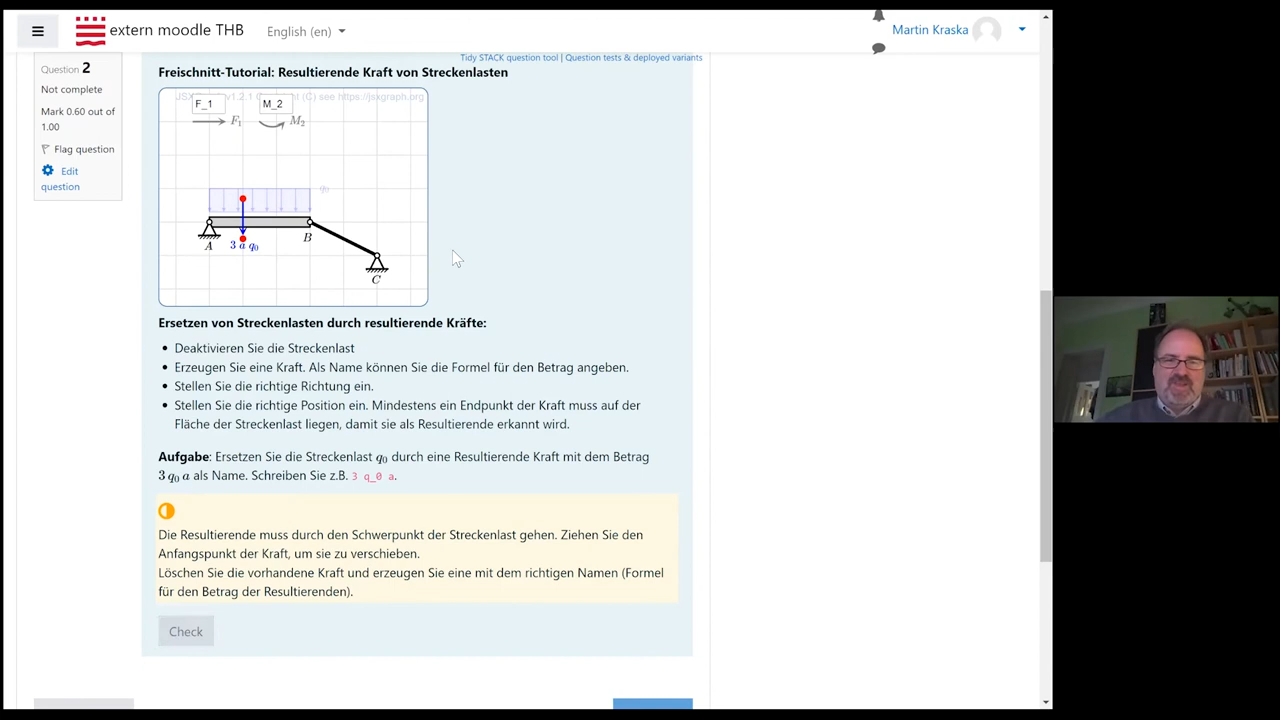 extern moodle THB
English (en)
Martin Kraska
Question 2
Not complete
Mark 0.60 out of
1.00
Flag question
Edit
question
Tidy STACK question tool | Question tests & deployed variants
Freischnitt-Tutorial: Resultierende Kraft von Streckenlasten
see https://jsxgraph.org
F_1
M_2
F₁
M₂
q₀
A
3 a q₀
B
C
Ersetzen von Streckenlasten durch resultierende Kräfte:
• Deaktivieren Sie die Streckenlast
• Erzeugen Sie eine Kraft. Als Name können Sie die Formel für den Betrag angeben.
• Stellen Sie die richtige Richtung ein.
• Stellen Sie die richtige Position ein. Mindestens ein Endpunkt der Kraft muss auf der
Fläche der Streckenlast liegen, damit sie als Resultierende erkannt wird.
Aufgabe: Ersetzen Sie die Streckenlast q₀ durch eine Resultierende Kraft mit dem Betrag
3 q₀ a als Name. Schreiben Sie z.B. 3 q_0 a.
Die Resultierende muss durch den Schwerpunkt der Streckenlast gehen. Ziehen Sie den
Anfangspunkt der Kraft, um sie zu verschieben.
Löschen Sie die vorhandene Kraft und erzeugen Sie eine mit dem richtigen Namen (Formel
für den Betrag der Resultierenden).
Check